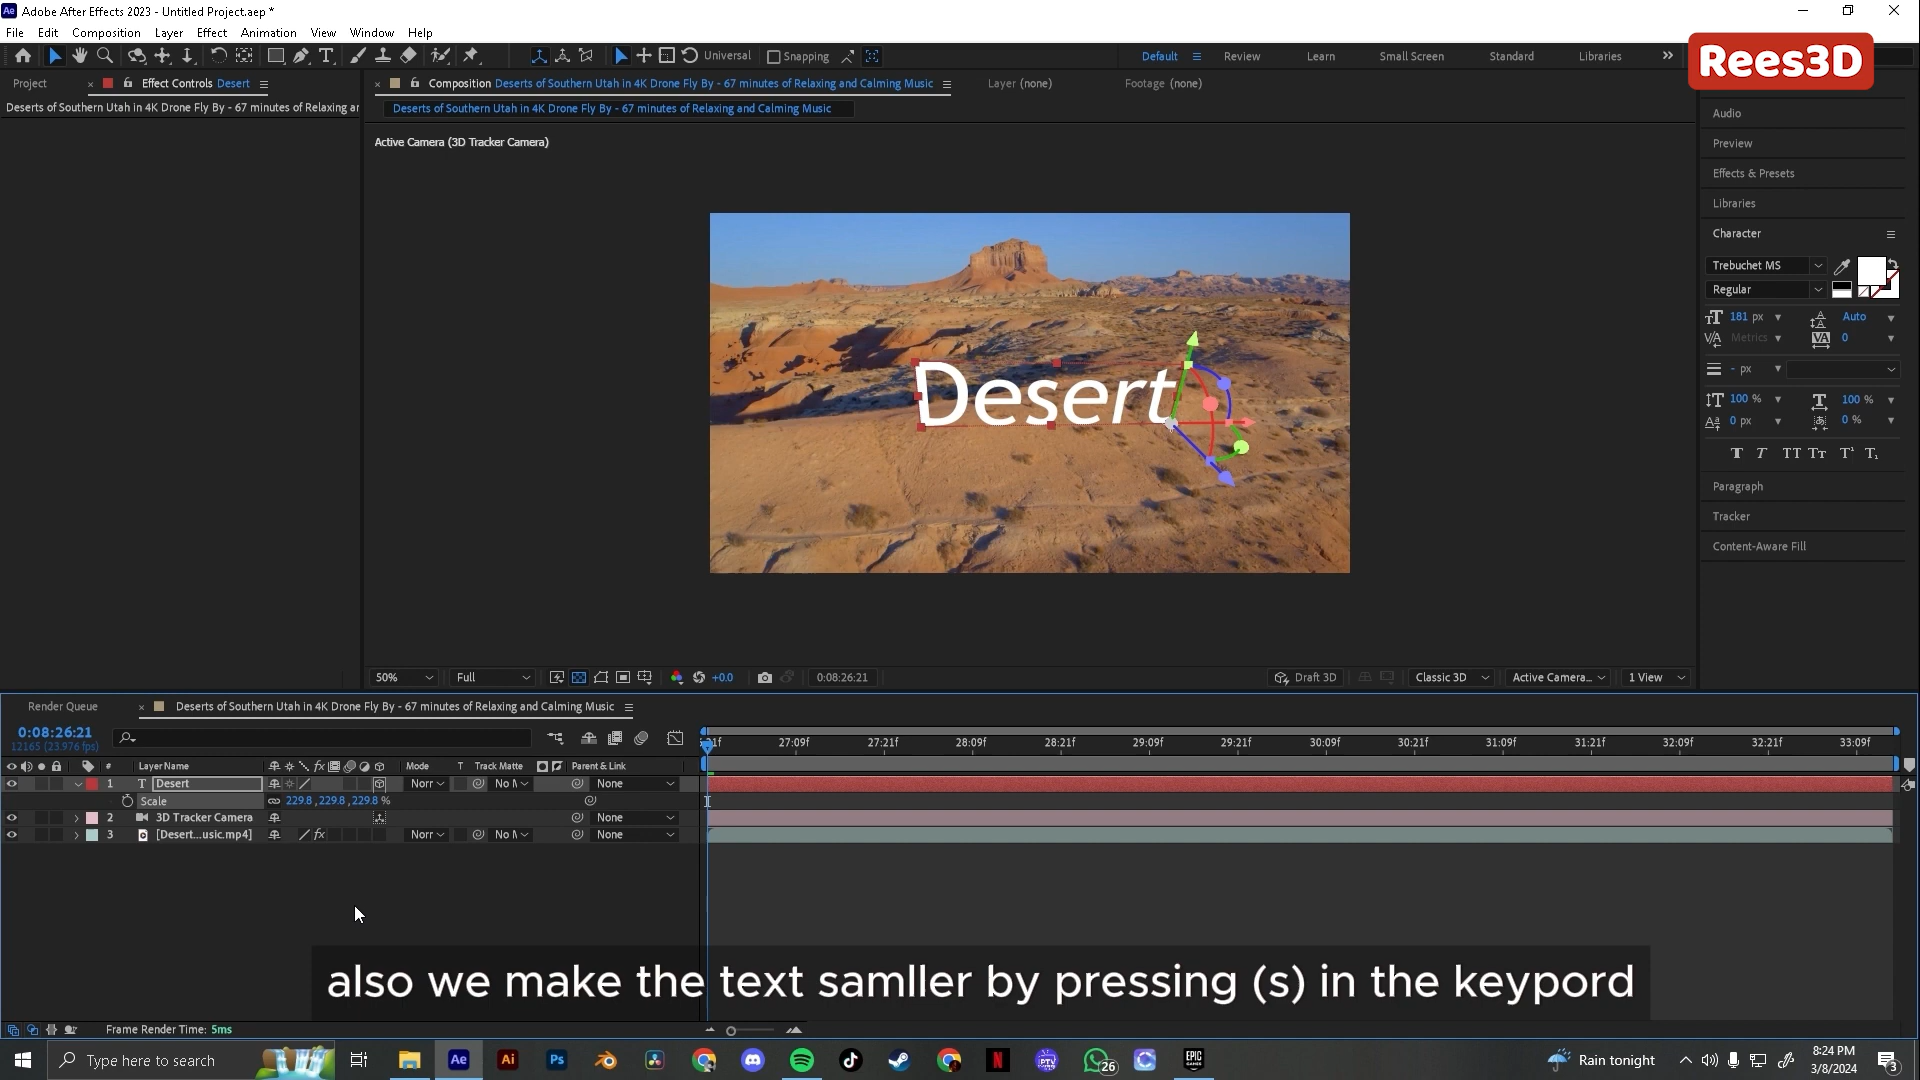 Adobe After Effects 2023 - Untitled Project.aep *
File Edit Composition Layer Effect Animation View Window Help
Universal Snapping Default Review Learn Small Screen Standard Libraries
Rees3D
Project Effect Controls Desert
Composition Deserts of Southern Utah in 4K Drone Fly By - 67 minutes of Relaxing and Calming Music Layer (none) Footage (none)
Deserts of Southern Utah in 4K Drone Fly By - 67 minutes of Relaxing ar
Deserts of Southern Utah in 4K Drone Fly By - 67 minutes of Relaxing and Calming Music
Active Camera (3D Tracker Camera)
Desert
Audio
Preview
Effects & Presets
Libraries
Character
Trebuchet MS
Regular
181 px Auto
Metrics 0
- px
100 % 100 %
0 px 0 %
Paragraph
Tracker
Content-Aware Fill
50% Full +0.0 0:08:26:21 Draft 3D Classic 3D Active Camera... 1 View
Render Queue Deserts of Southern Utah in 4K Drone Fly By - 67 minutes of Relaxing and Calming Music
0:08:26:21
12165 (23.976 fps)
27:09f 27:21f 28:09f 28:21f 29:09f 29:21f 30:09f 30:21f 31:09f 31:21f 32:09f 32:21f 33:09f
# Layer Name Mode T Track Matte Parent & Link
1 T Desert Norr No M None
Scale 229.8 ,229.8 ,229.8 %
2 3D Tracker Camera None
3 [Desert...usic.mp4] Norr No M None
also we make the text samller by pressing (s) in the keypord
Frame Render Time: 5ms
Type here to search
26
Rain tonight
8:24 PM
3/8/2024
3